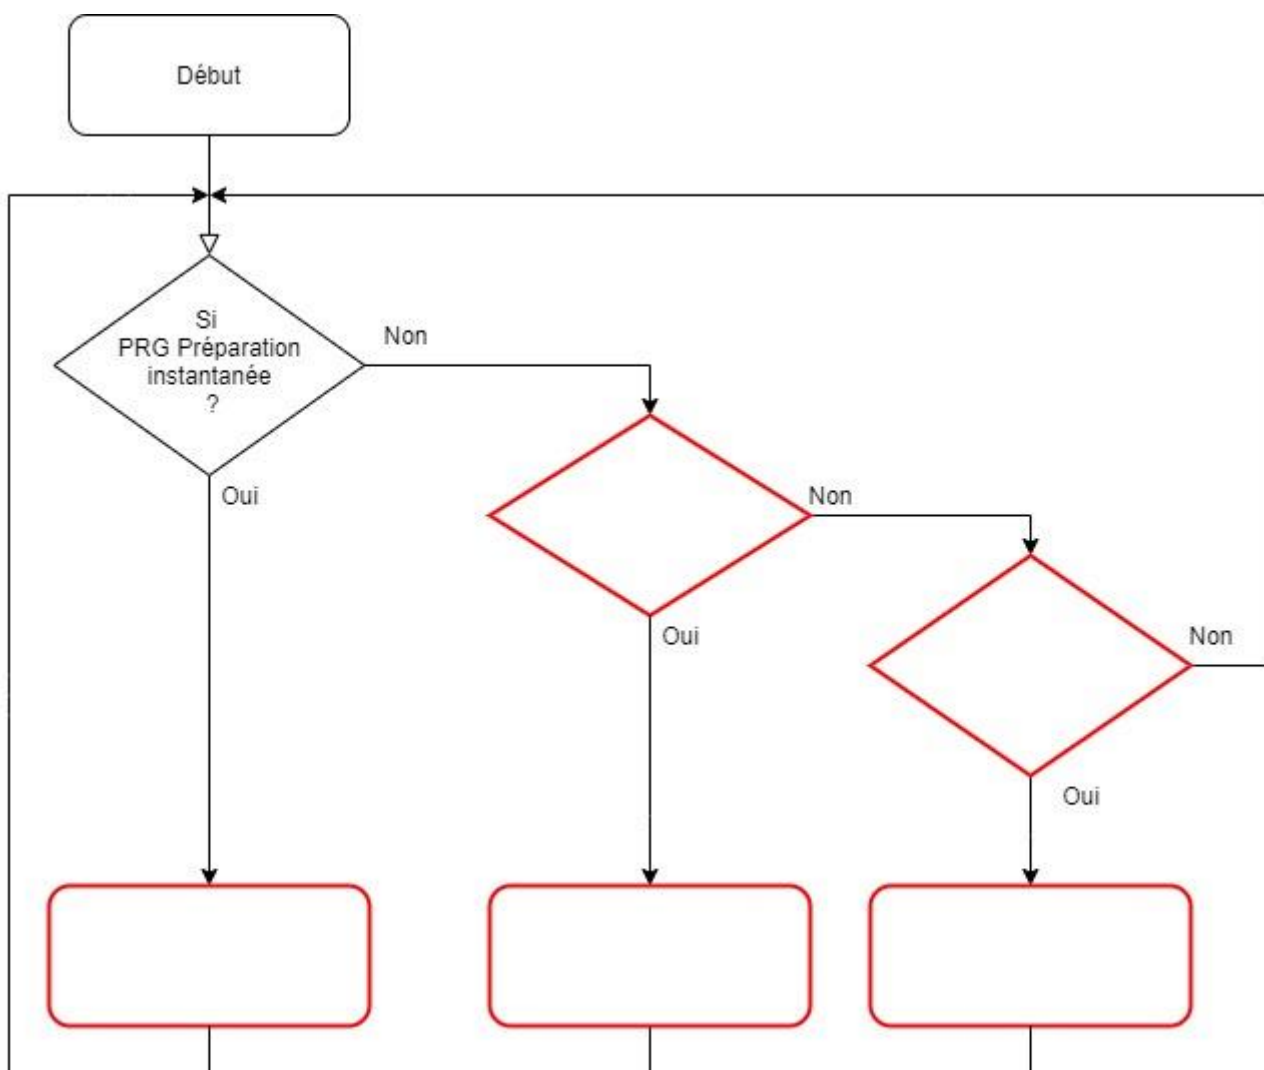 Début
Si
PRG Préparation
instantanée
?
Non
Oui
Non
Oui
Non
Oui